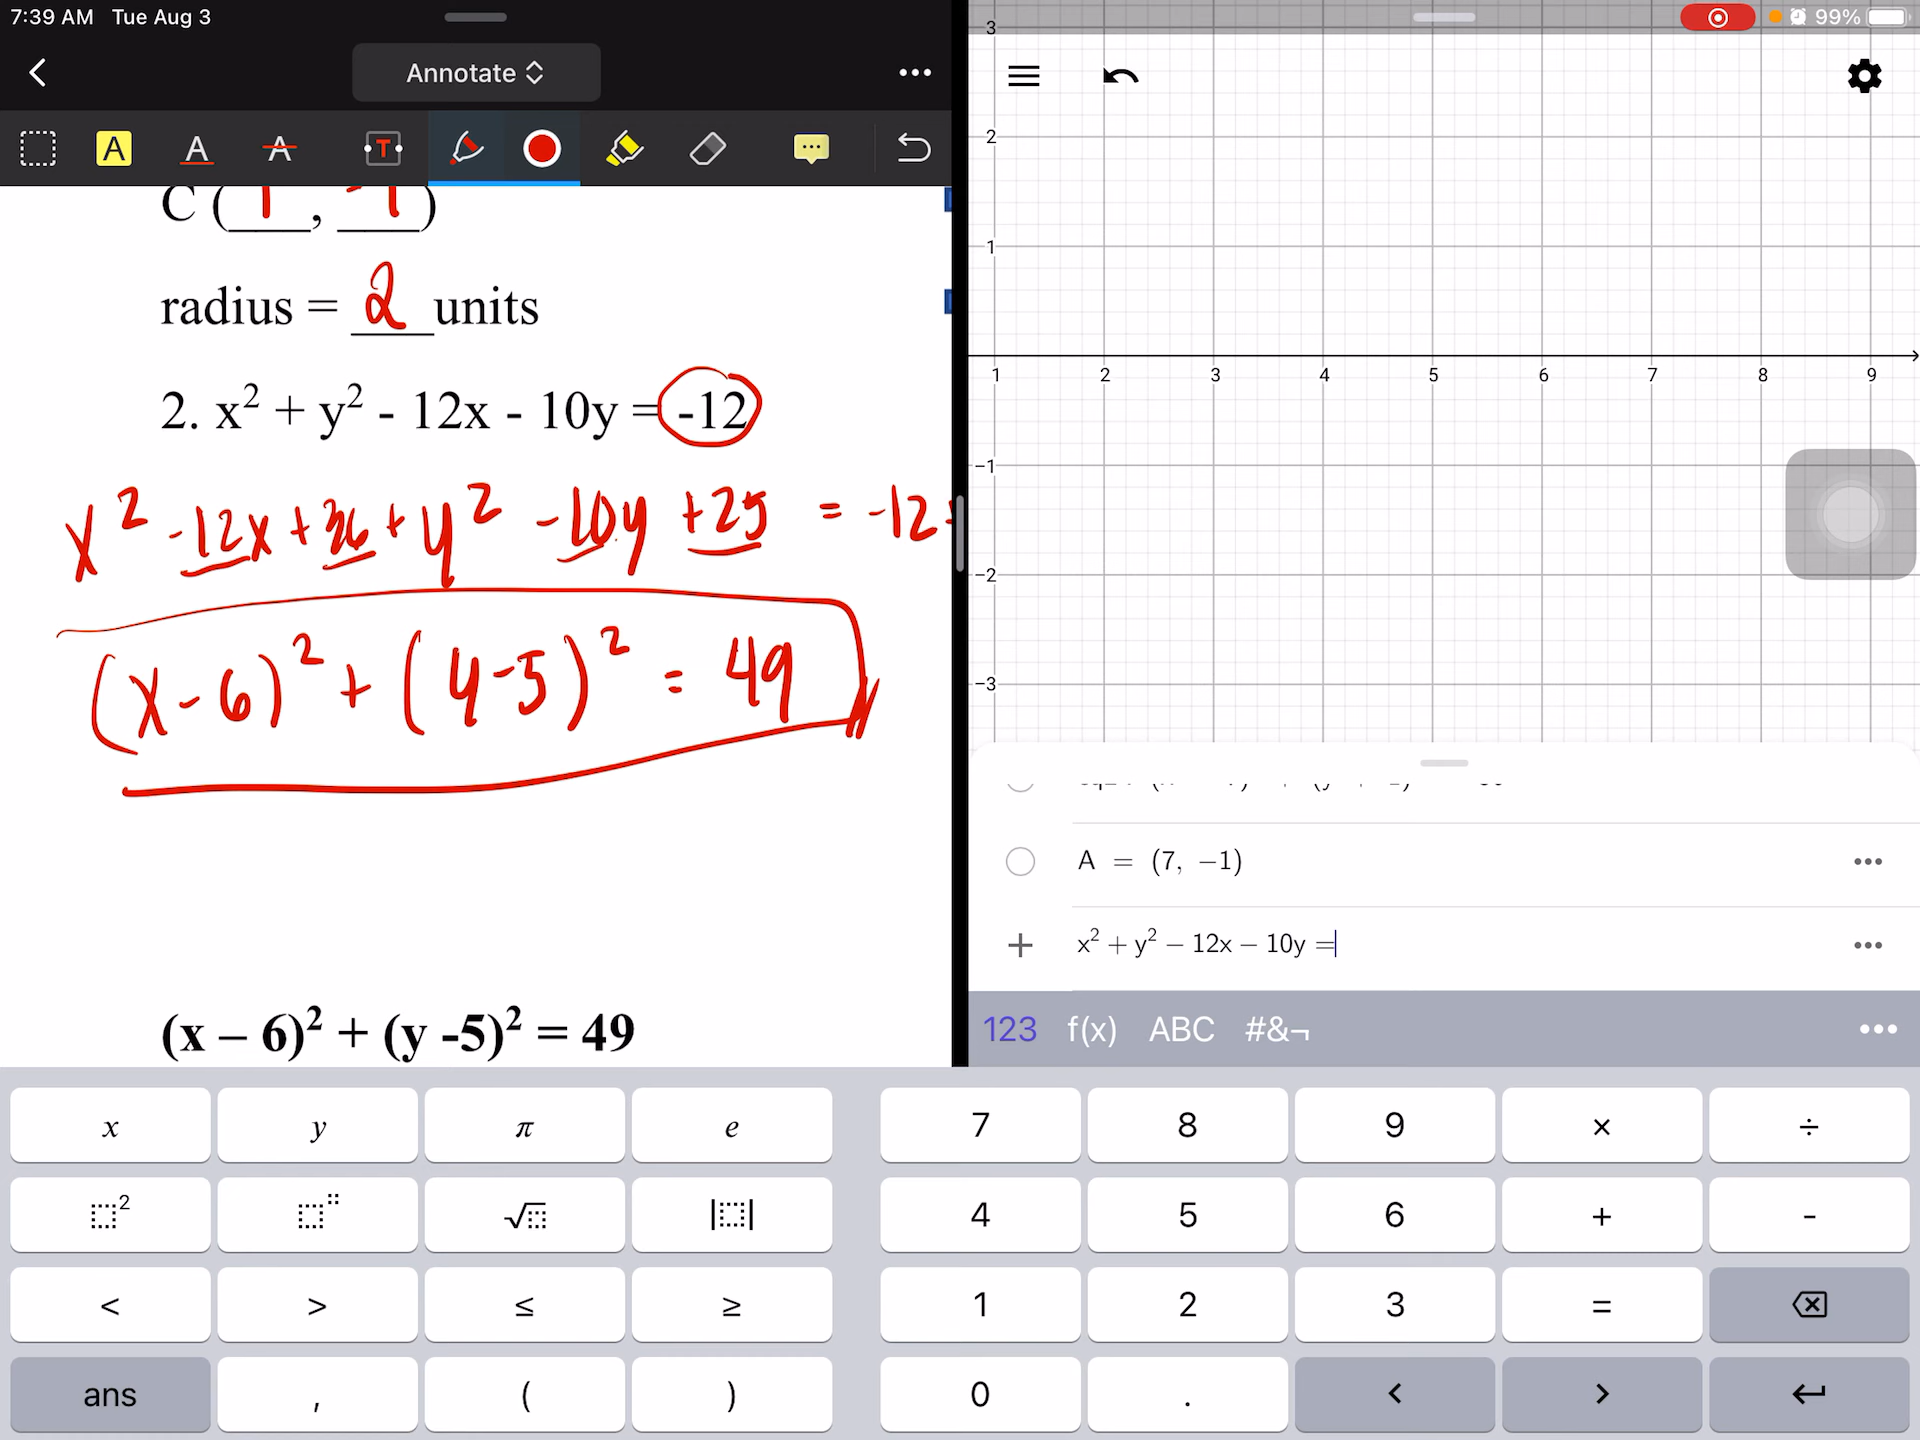 7:39 AM Tue Aug 3
99%
Annotate
A A A T
C (1, -1)
radius = 2 units
2. x² + y² - 12x - 10y = -12
x² -12x + 36 + y² -10y +25 = -12
(x-6)² + (y-5)² = 49
(x – 6)² + (y -5)² = 49
3
2
1
1 2 3 4 5 6 7 8 9
−1
−2
−3
A = (7, −1)
x² + y² − 12x − 10y =
123 f(x) ABC #&¬
x y π e 7 8 9 × ÷
² √ | | 4 5 6 + -
< > ≤ ≥ 1 2 3 =
ans , ( ) 0 . < >